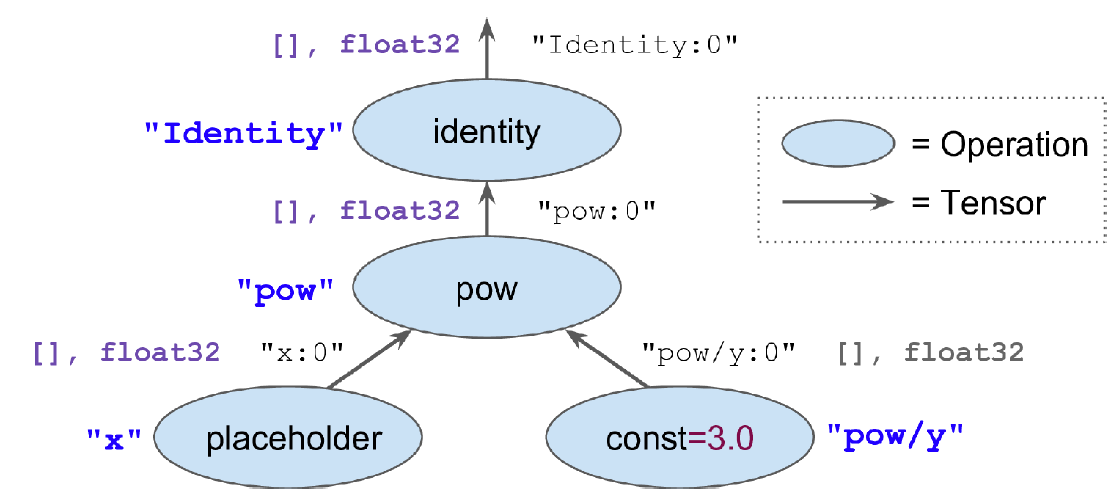 [], float32 "Identity:0"
"Identity" identity
= Operation
= Tensor
[], float32 "pow:0"
"pow" pow
[], float32 "x:0" "pow/y:0" [], float32
"x" placeholder const=3.0 "pow/y"